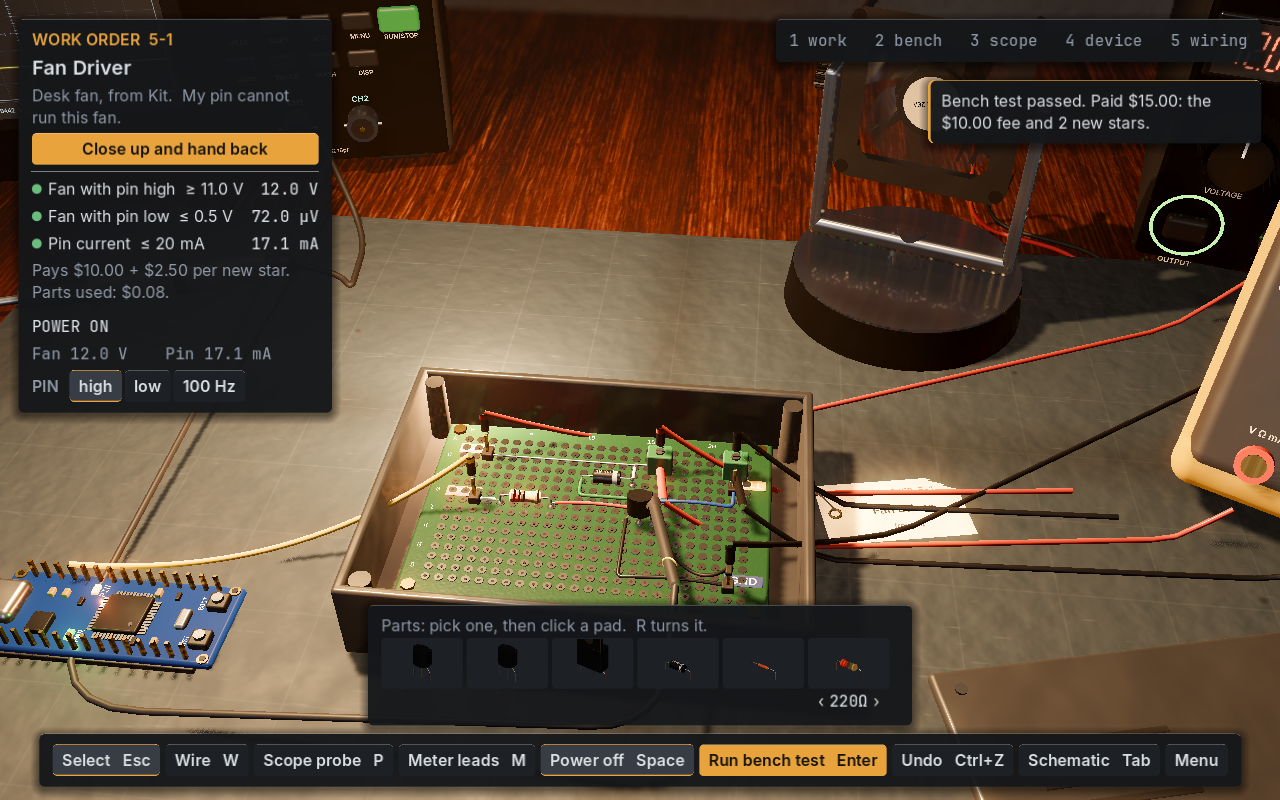 WORK ORDER 5-1
Fan Driver
Desk fan, from Kit. My pin cannot
run this fan.
Close up and hand back
Fan with pin high ≥ 11.0 V 12.0 V
Fan with pin low ≤ 0.5 V 72.0 µV
Pin current ≤ 20 mA 17.1 mA
Pays $10.00 + $2.50 per new star.
Parts used: $0.08.
POWER ON
Fan 12.0 V Pin 17.1 mA
PIN high low 100 Hz
MENU
RUN/STOP
DISP
CH2
1 work 2 bench 3 scope 4 device 5 wiring
Bench test passed. Paid $15.00: the
$10.00 fee and 2 new stars.
VOLTAGE
OUTPUT
GND
Parts: pick one, then click a pad. R turns it.
‹ 220Ω ›
Select Esc
Wire W
Scope probe P
Meter leads M
Power off Space
Run bench test Enter
Undo Ctrl+Z
Schematic Tab
Menu